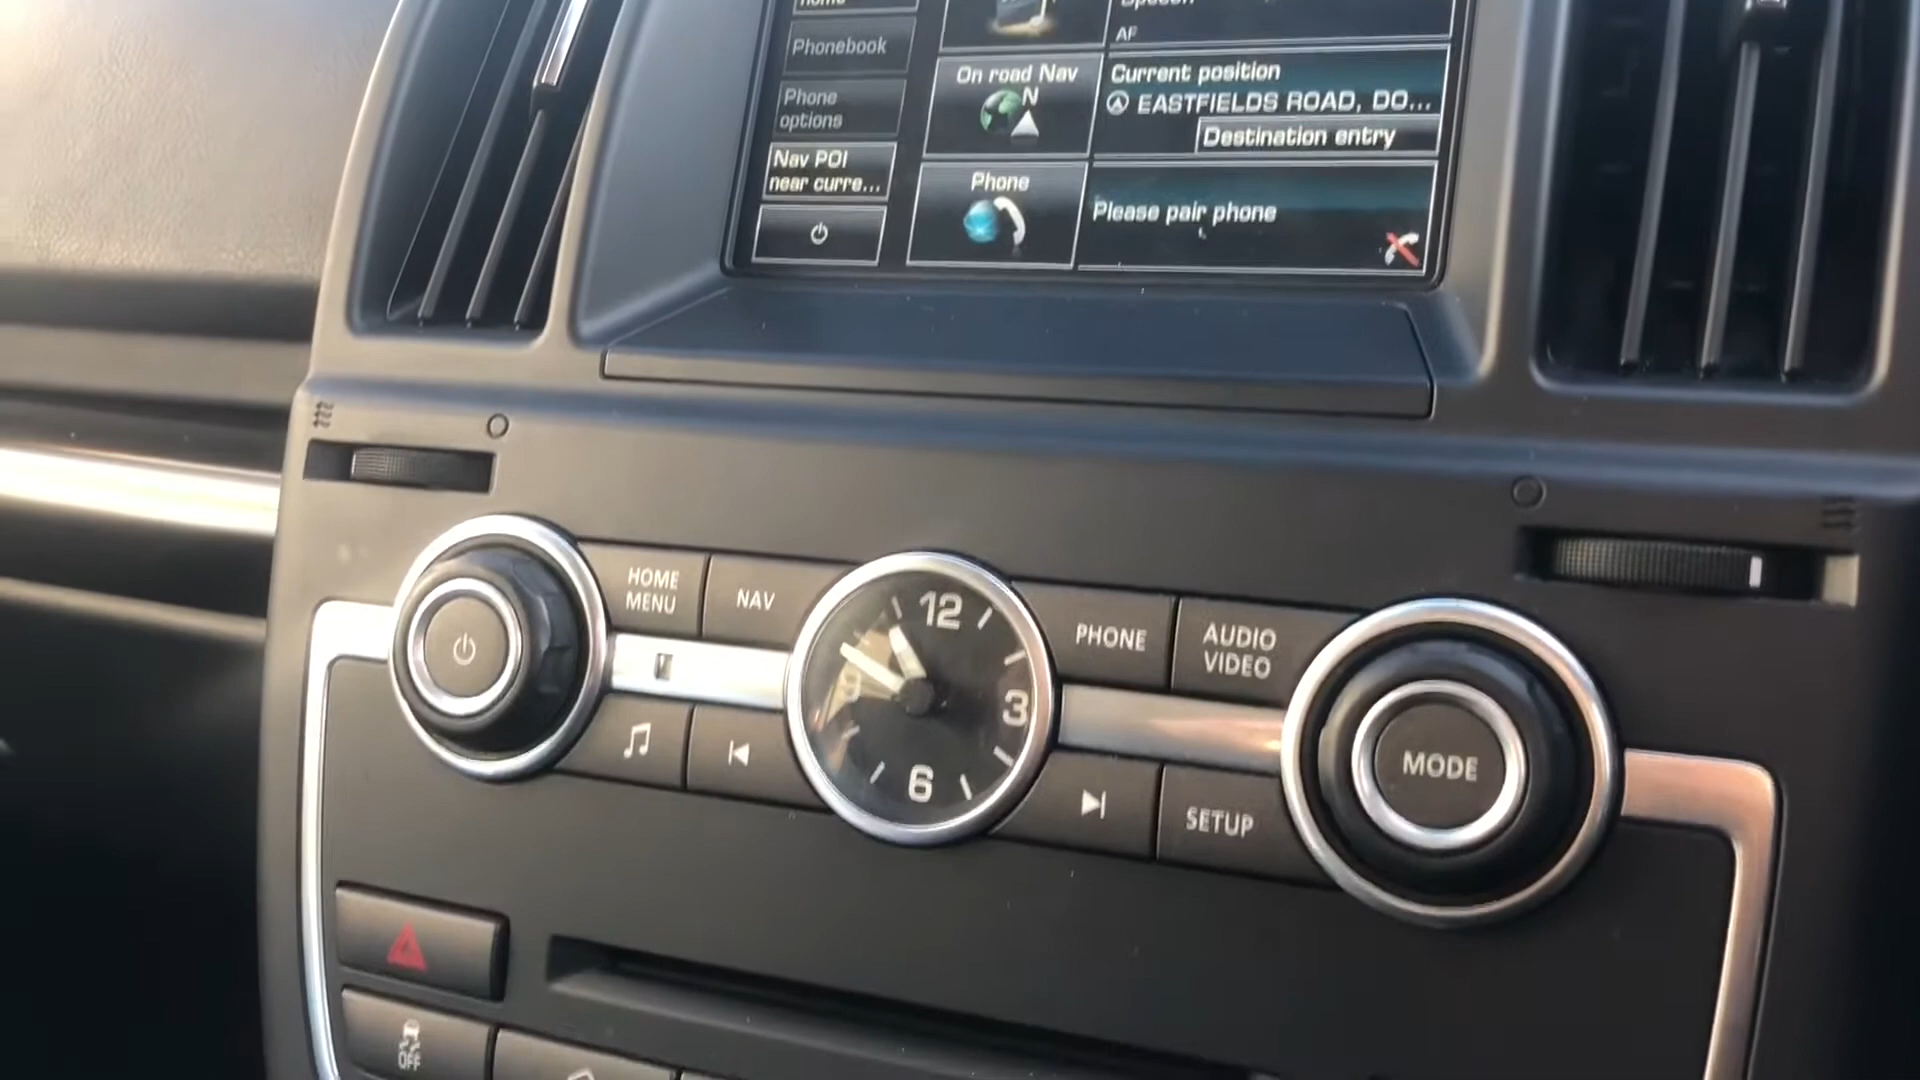 Phonebook
Phone
options
Nav POI
near curre...
AF
On road Nav
N
Current position
EASTFIELDS ROAD, DO...
Destination entry
Phone
Please pair phone
HOME
MENU
NAV
12
3
6
9
PHONE
AUDIO
VIDEO
SETUP
MODE
OFF